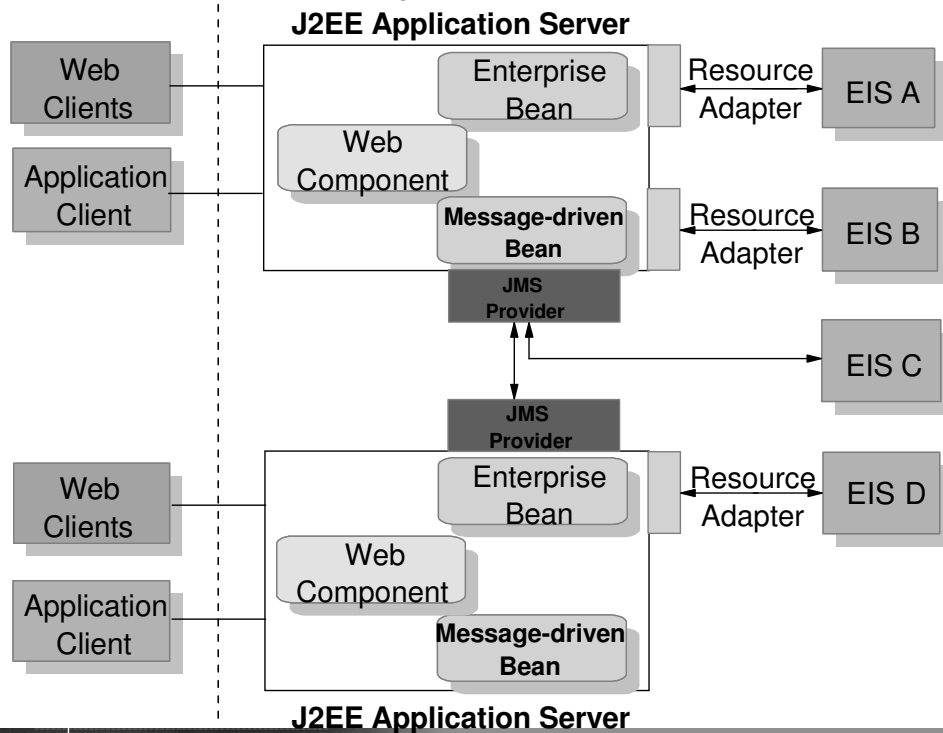 J2EE Application Server
Web
Clients
Enterprise
Bean
Resource
Adapter
EIS A
Application
Client
Web
Component
Message-driven
Bean
Resource
Adapter
EIS B
JMS
Provider
EIS C
JMS
Provider
Web
Clients
Enterprise
Bean
Resource
Adapter
EIS D
Application
Client
Web
Component
Message-driven
Bean
J2EE Application Server